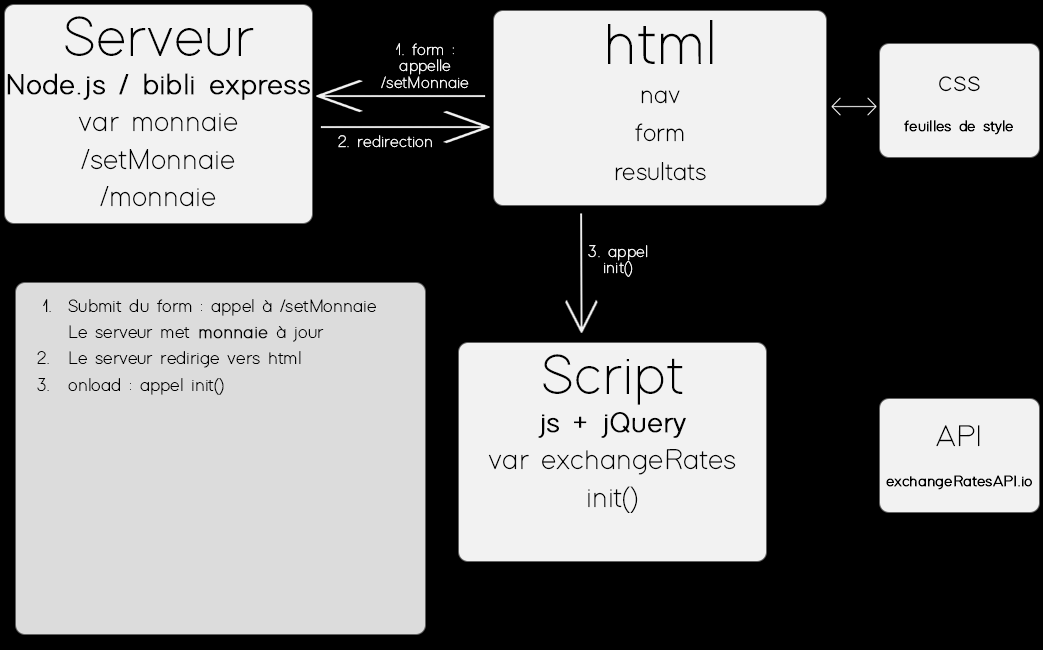 Serveur
Node.js / bibli express
var monnaie
/setMonnaie
/monnaie
1. form :
appelle
/setMonnaie
2. redirection
html
nav
form
resultats
css
feuilles de style
3. appel
init()
1. Submit du form : appel à /setMonnaie
Le serveur met monnaie à jour
2. Le serveur redirige vers html
3. onload : appel init()
Script
js + jQuery
var exchangeRates
init()
API
exchangeRatesAPI.io